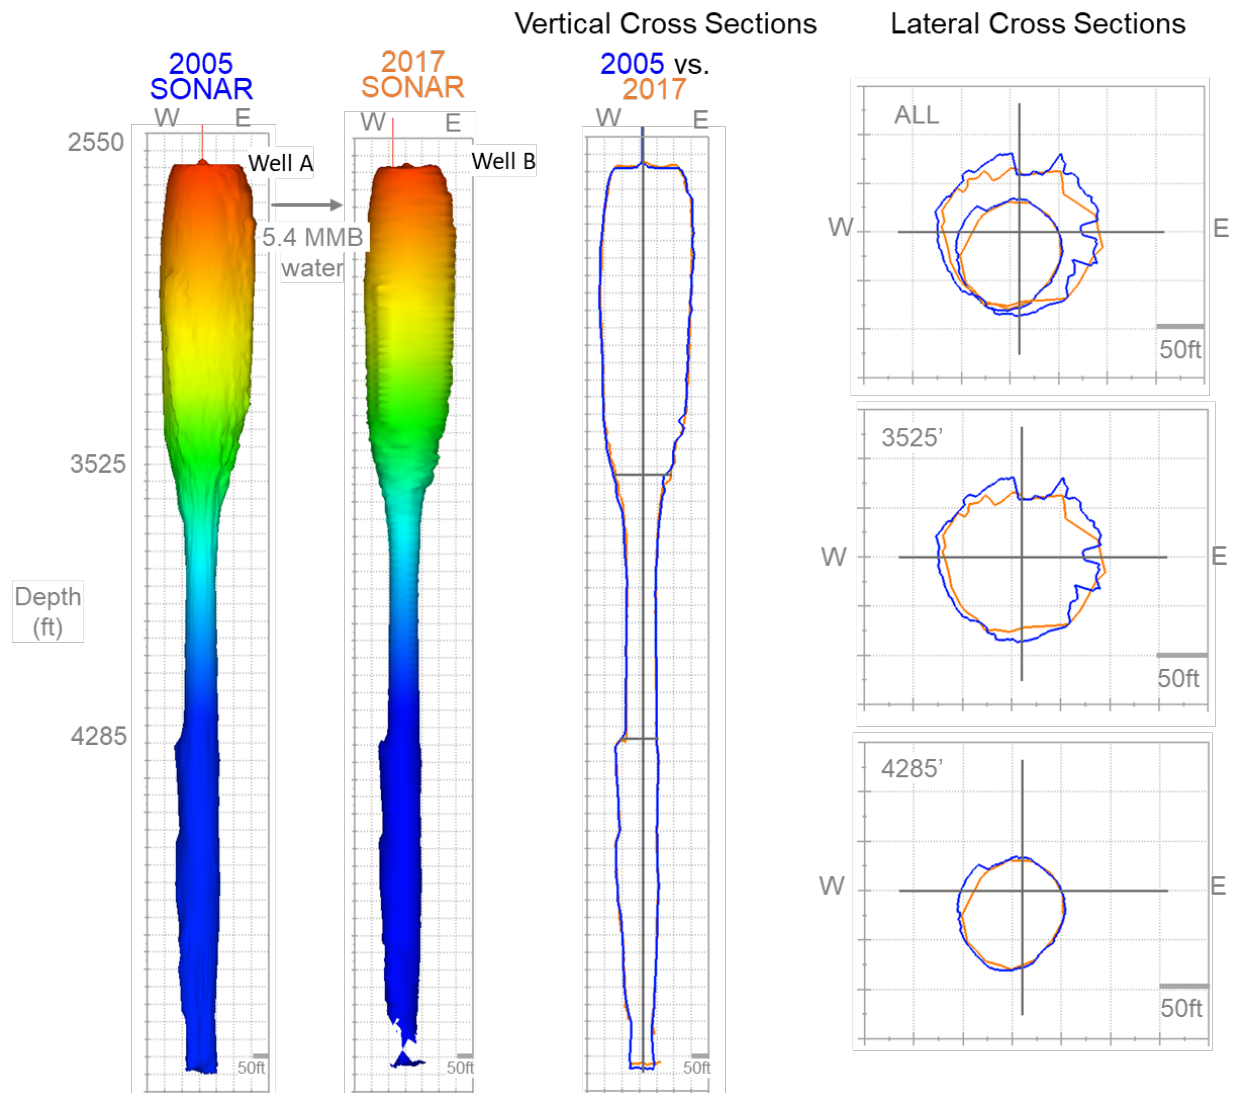 Vertical Cross Sections
Lateral Cross Sections
2005
SONAR
2017
SONAR
2005 vs.
2017
W E
W E
W E
2550
3525
4285
Depth
(ft)
Well A
5.4 MMB
water
Well B
50ft
50ft
50ft
ALL
W E
50ft
3525’
W E
50ft
4285’
W E
50ft